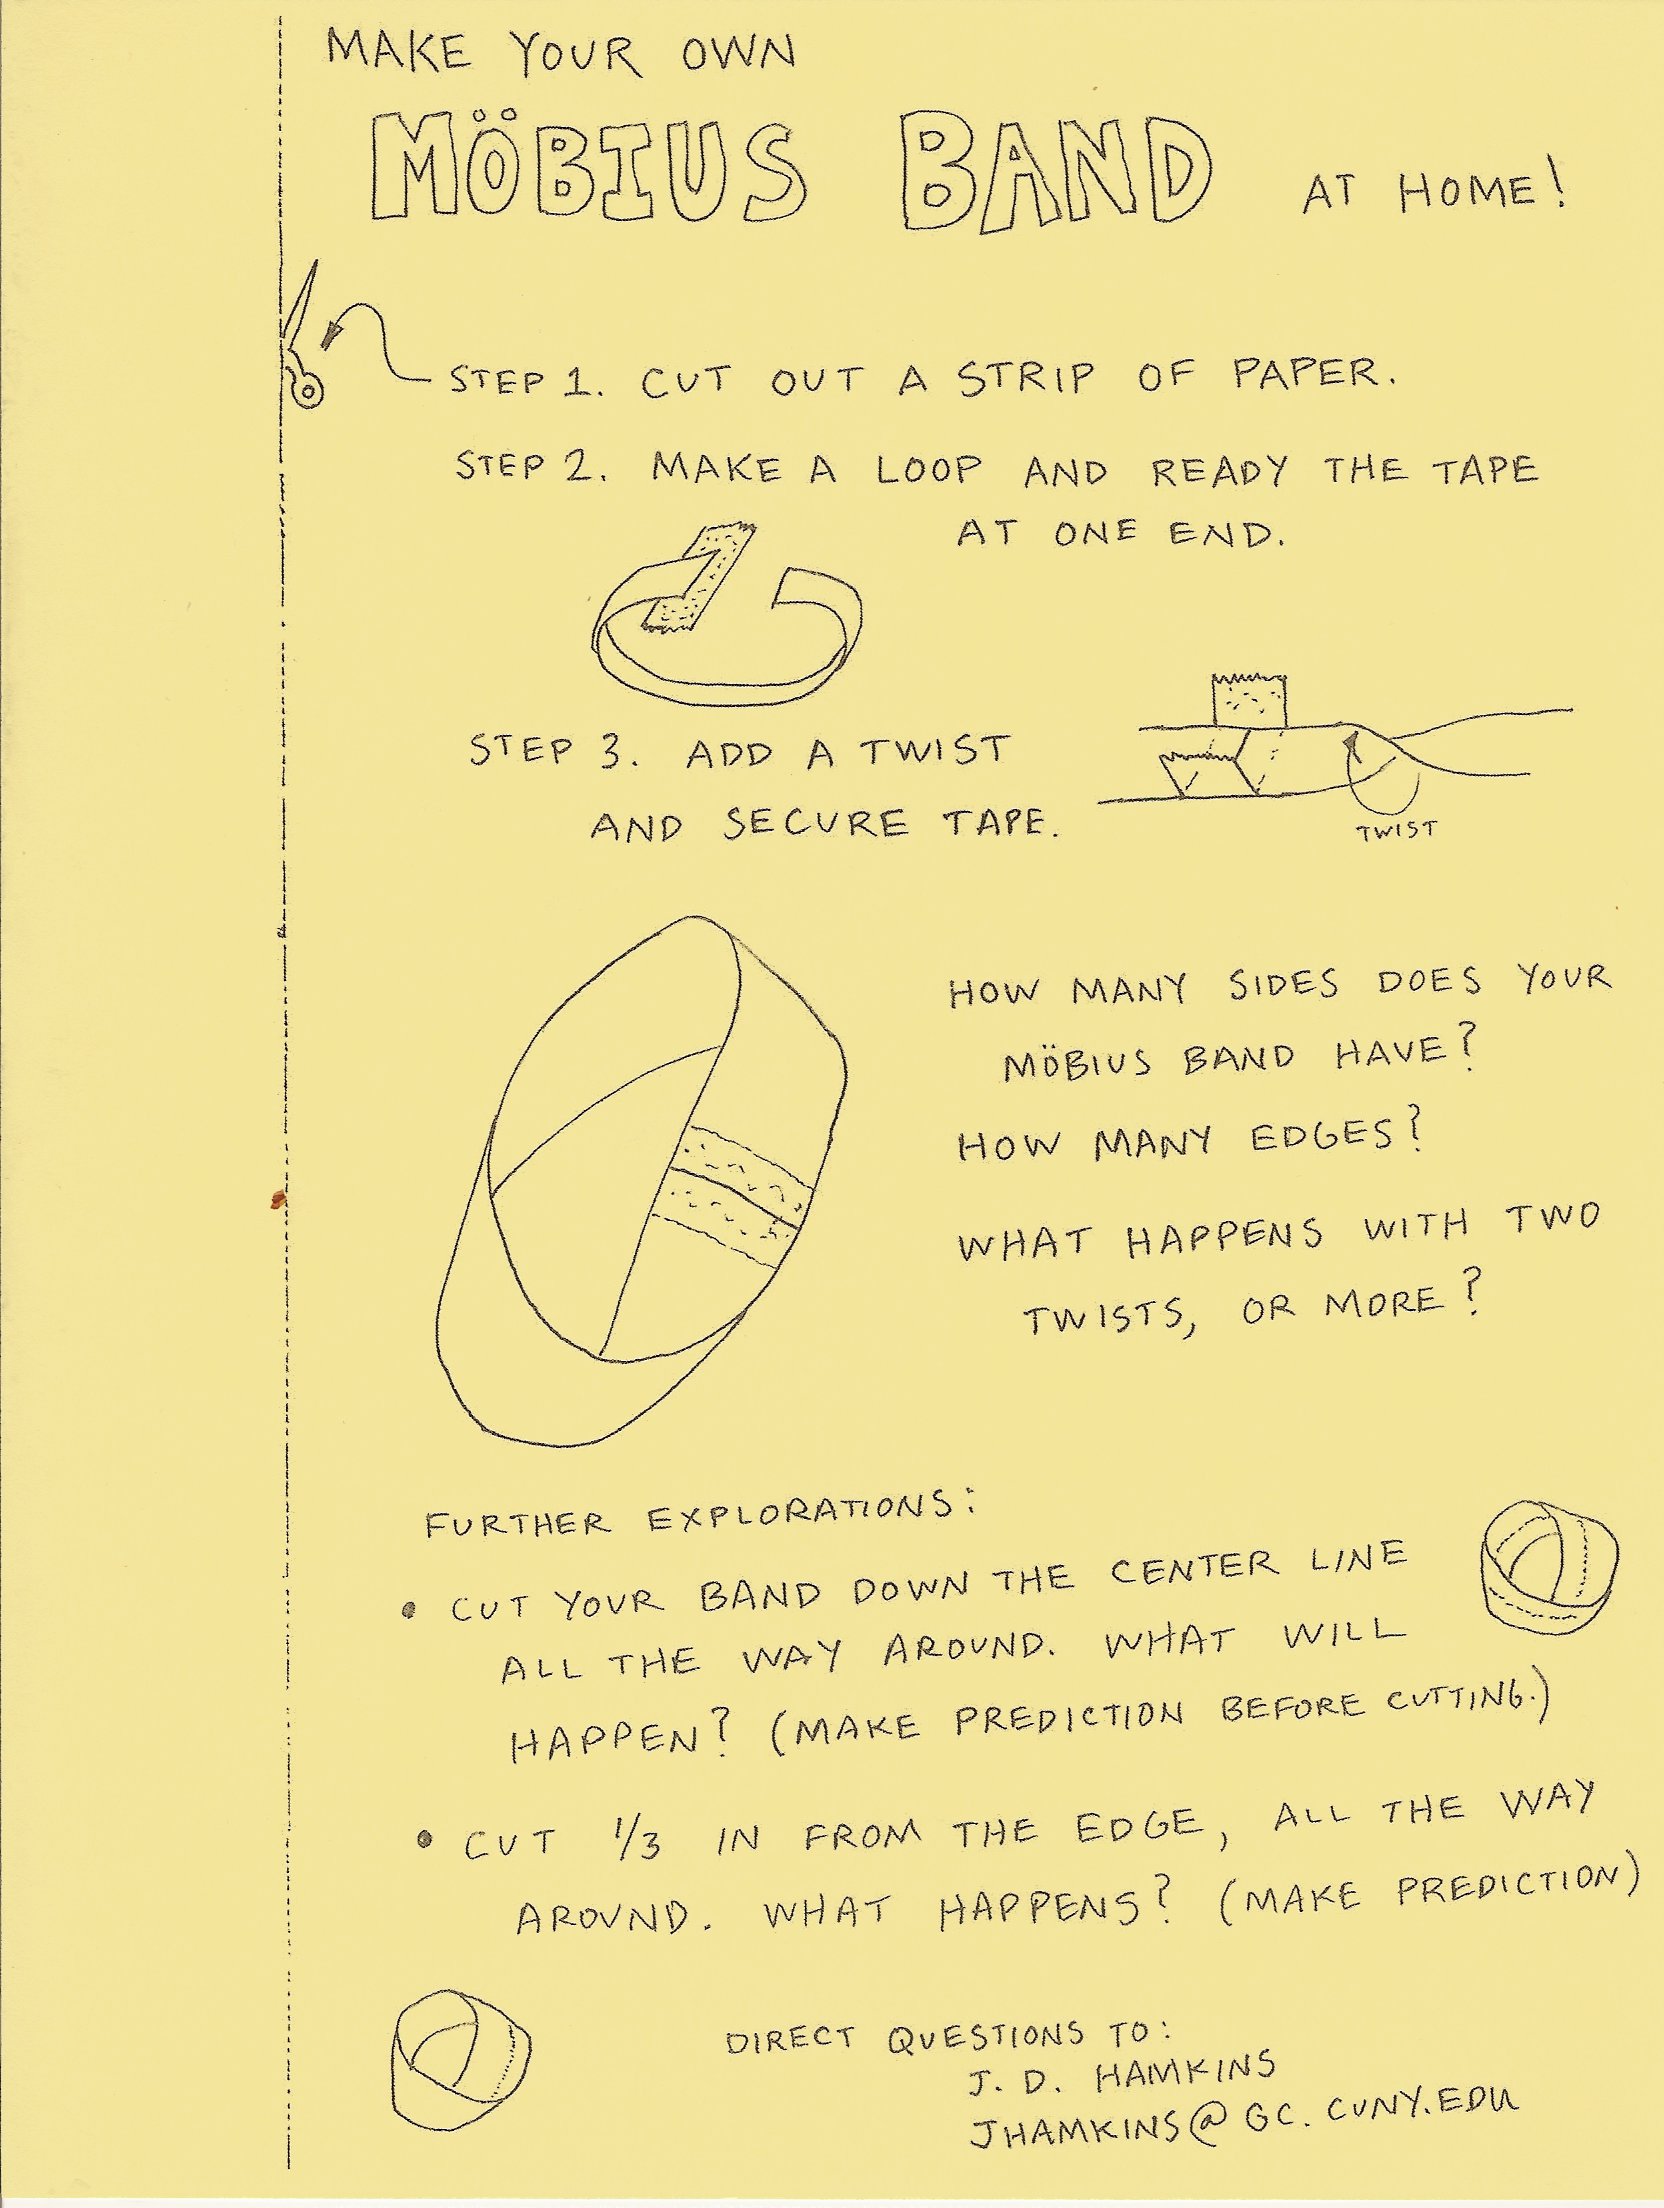 MAKE YOUR OWN
MÖBIUS BAND AT HOME!
STEP 1. CUT OUT A STRIP OF PAPER.
STEP 2. MAKE A LOOP AND READY THE TAPE
AT ONE END.
STEP 3. ADD A TWIST
AND SECURE TAPE.
TWIST
HOW MANY SIDES DOES YOUR
MÖBIUS BAND HAVE?
HOW MANY EDGES?
WHAT HAPPENS WITH TWO
TWISTS, OR MORE?
FURTHER EXPLORATIONS:
• CUT YOUR BAND DOWN THE CENTER LINE
ALL THE WAY AROUND. WHAT WILL
HAPPEN? (MAKE PREDICTION BEFORE CUTTING.)
• CUT 1/3 IN FROM THE EDGE, ALL THE WAY
AROUND. WHAT HAPPENS? (MAKE PREDICTION)
DIRECT QUESTIONS TO:
J. D. HAMKINS
JHAMKINS@GC.CUNY.EDU